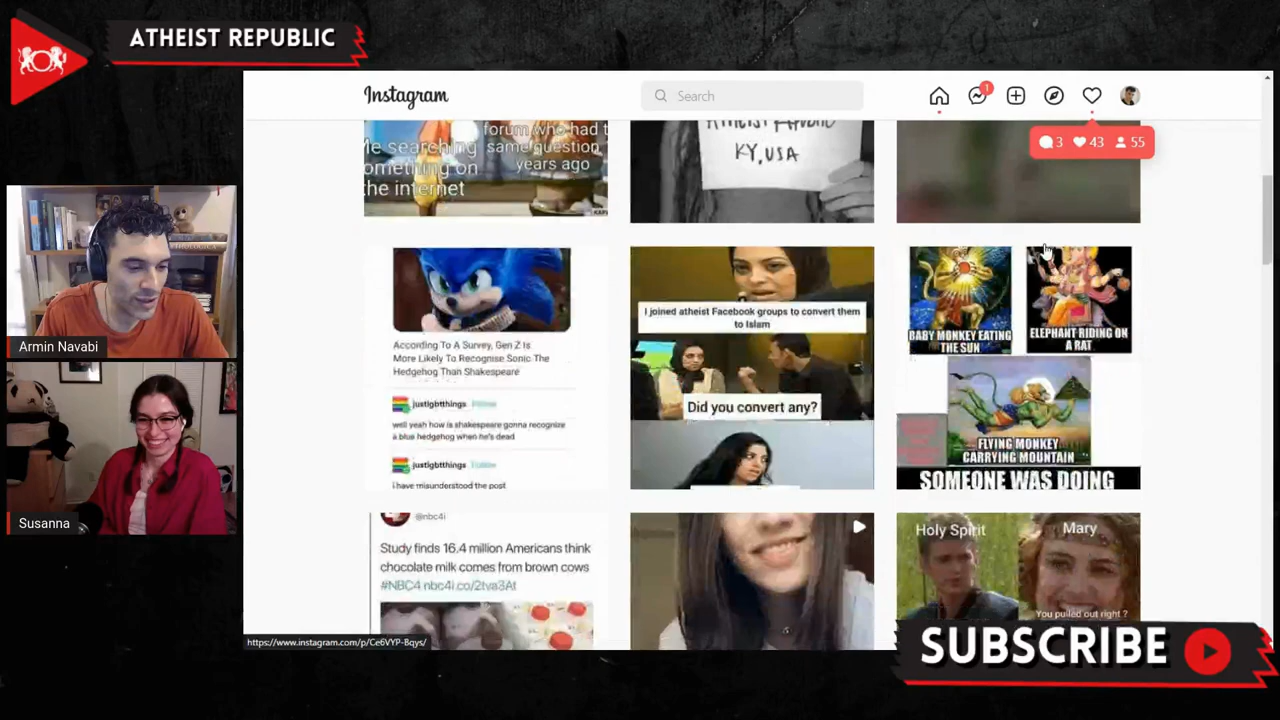 ATHEIST REPUBLIC
Instagram
Search
1
3 43 55
Me searching
something on
the internet
forum who had t
same question
years ago
KY, USA
According To A Survey, Gen Z Is
More Likely To Recognise Sonic The
Hedgehog Than Shakespeare
justlgbtthings Follow
well yeah how is shakespeare gonna recognize
a blue hedgehog when he's dead
justlgbtthings Follow
i have misunderstood the post
I joined atheist Facebook groups to convert them
to Islam
Did you convert any?
BABY MONKEY EATING
THE SUN
ELEPHANT RIDING ON
A RAT
FLYING MONKEY
CARRYING MOUNTAIN
SOMEONE WAS DOING
Armin Navabi
Susanna
@nbc4i
Study finds 16.4 million Americans think
chocolate milk comes from brown cows
#NBC4 nbc4i.co/2tva3At
Holy Spirit
Mary
You pulled out right ?
https://www.instagram.com/p/Ce6VYP-Bqys/
SUBSCRIBE